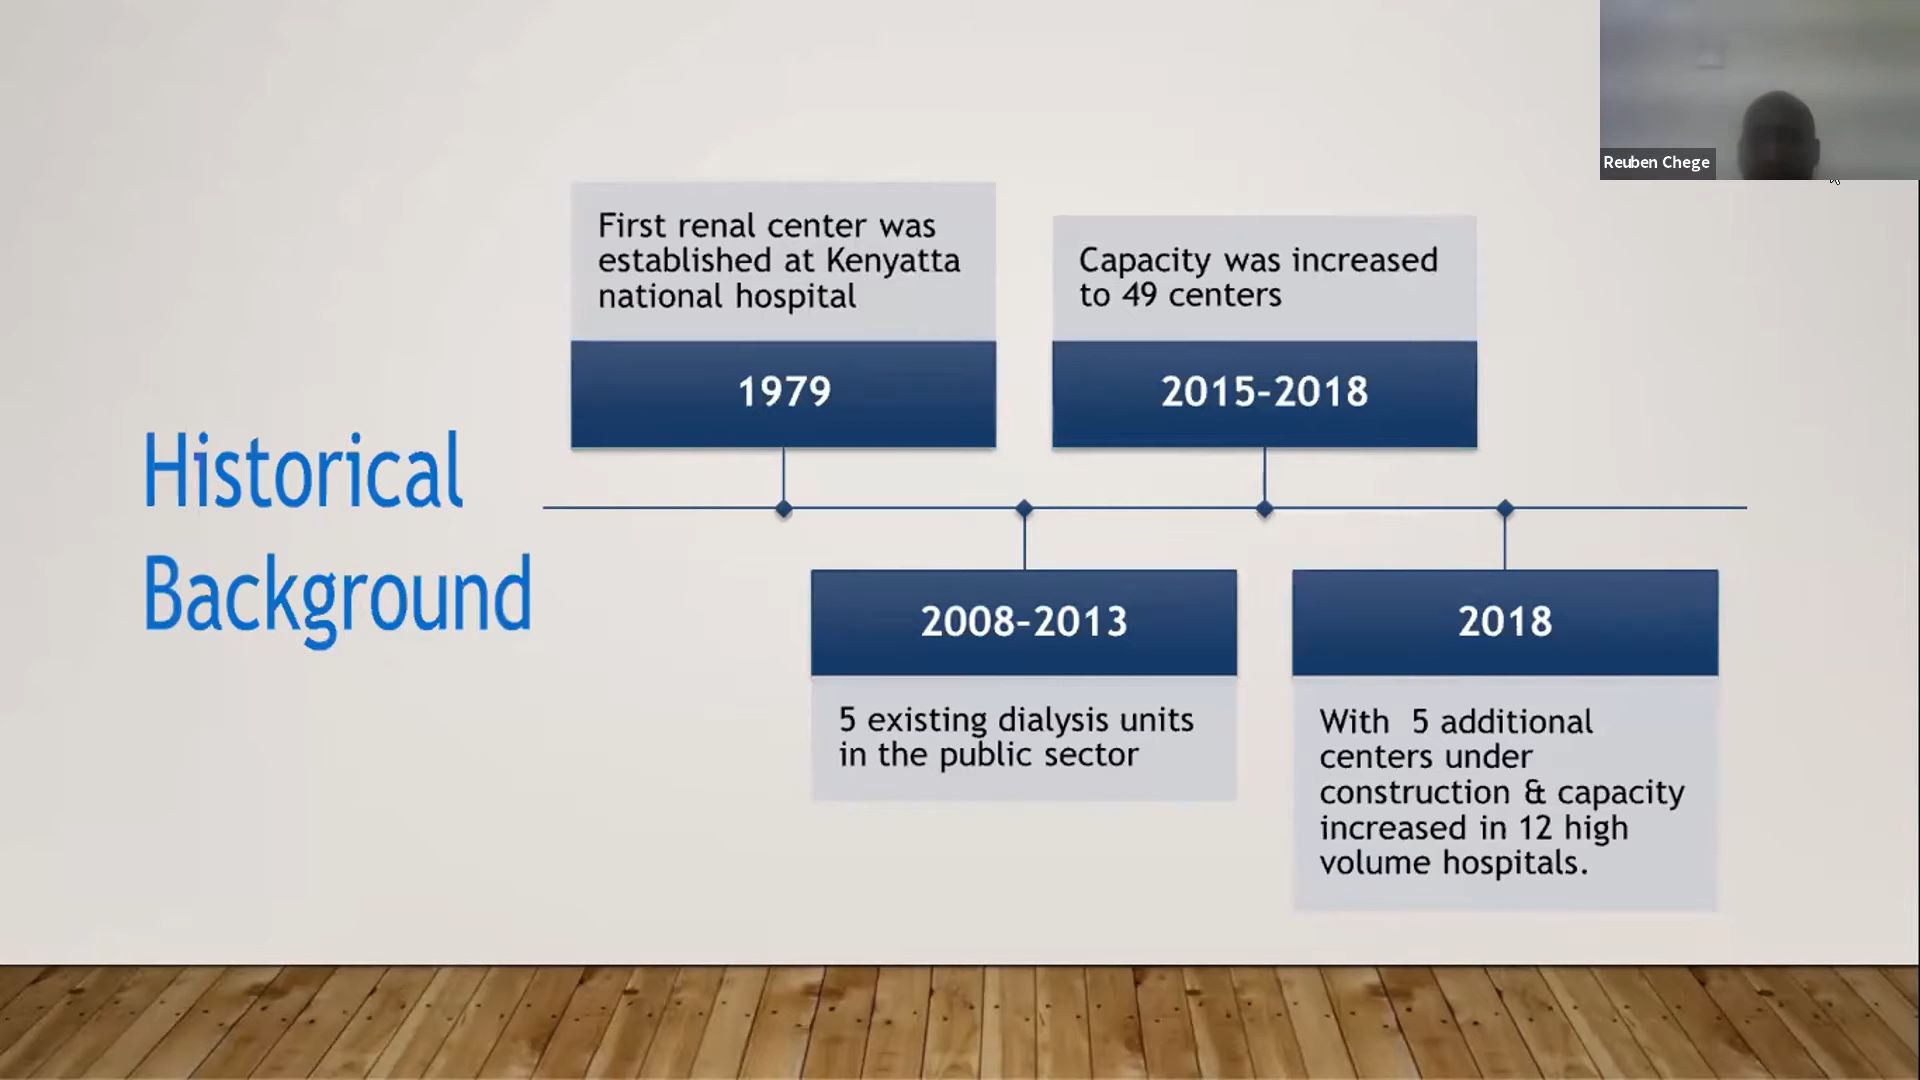 Reuben Chege
Historical
Background
First renal center was
established at Kenyatta
national hospital
1979
2008-2013
5 existing dialysis units
in the public sector
Capacity was increased
to 49 centers
2015-2018
2018
With  5 additional
centers under
construction & capacity
increased in 12 high
volume hospitals.